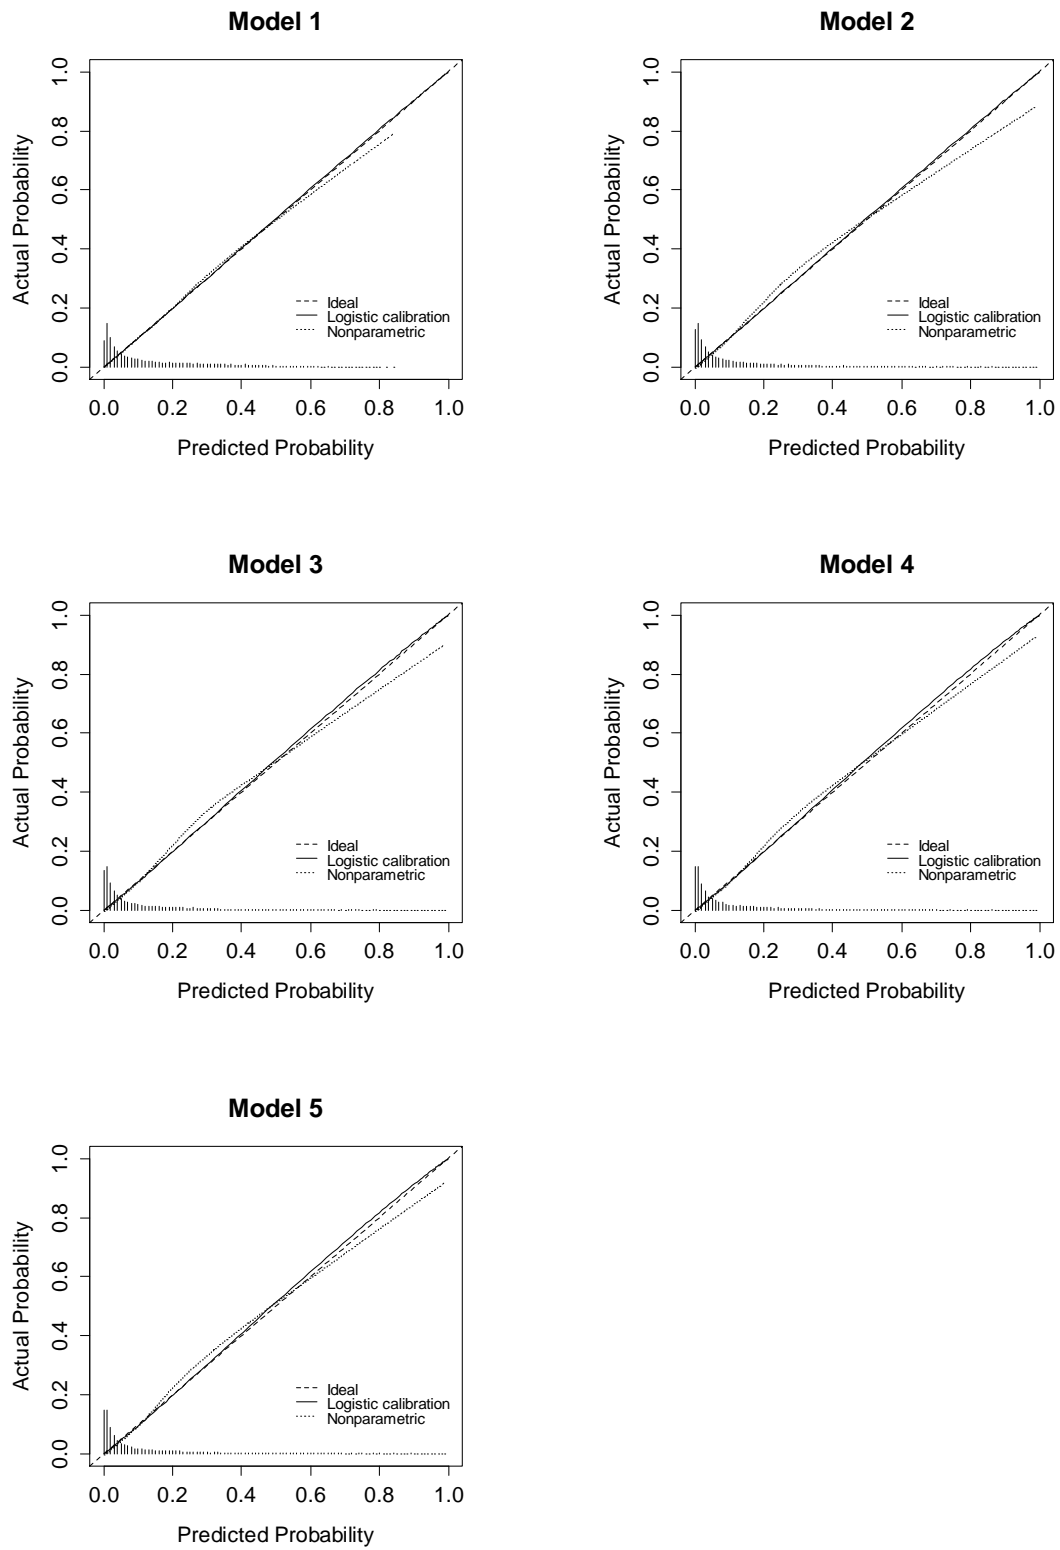 Model 1
Actual Probability
1.0
0.8
0.6
0.4
0.2
0.0
Ideal
Logistic calibration
Nonparametric
0.0 0.2 0.4 0.6 0.8 1.0
Predicted Probability
Model 2
Actual Probability
1.0
0.8
0.6
0.4
0.2
0.0
Ideal
Logistic calibration
Nonparametric
0.0 0.2 0.4 0.6 0.8 1.0
Predicted Probability
Model 3
Actual Probability
1.0
0.8
0.6
0.4
0.2
0.0
Ideal
Logistic calibration
Nonparametric
0.0 0.2 0.4 0.6 0.8 1.0
Predicted Probability
Model 4
Actual Probability
1.0
0.8
0.6
0.4
0.2
0.0
Ideal
Logistic calibration
Nonparametric
0.0 0.2 0.4 0.6 0.8 1.0
Predicted Probability
Model 5
Actual Probability
1.0
0.8
0.6
0.4
0.2
0.0
Ideal
Logistic calibration
Nonparametric
0.0 0.2 0.4 0.6 0.8 1.0
Predicted Probability